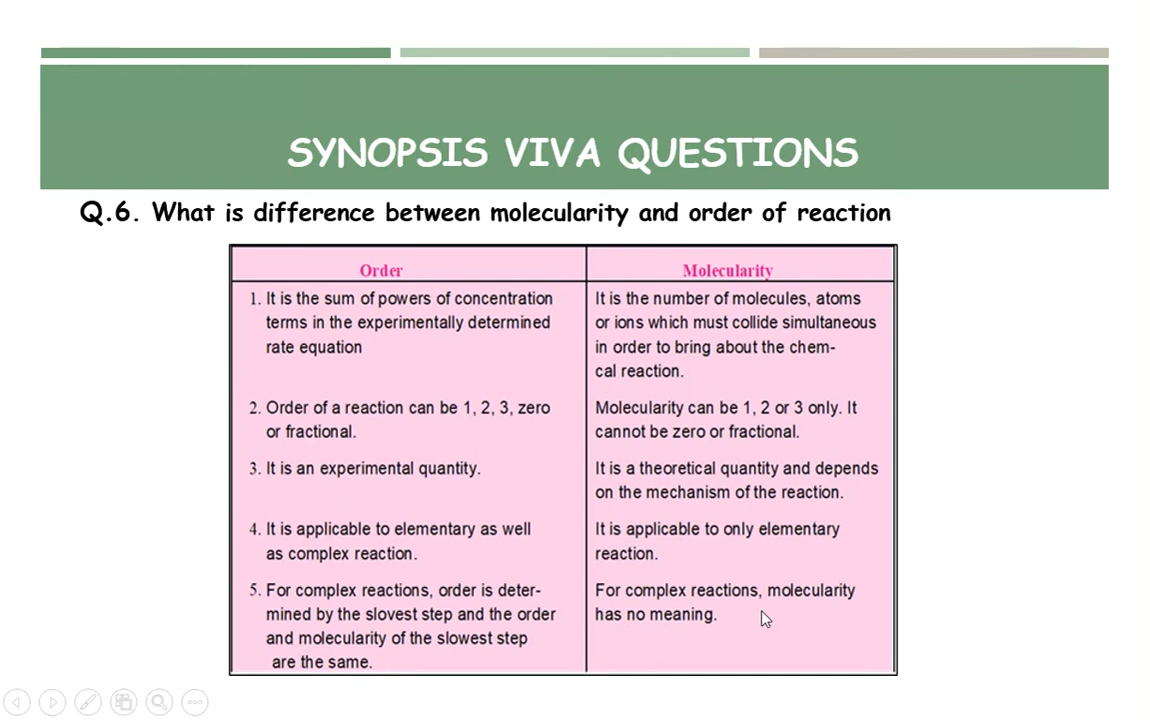 SYNOPSIS VIVA QUESTIONS
Q.6. What is difference between molecularity and order of reaction
Order
Molecularity
1. It is the sum of powers of concentration
terms in the experimentally determined
rate equation
It is the number of molecules, atoms
or ions which must collide simultaneous
in order to bring about the chem-
cal reaction.
2. Order of a reaction can be 1, 2, 3, zero
or fractional.
Molecularity can be 1, 2 or 3 only. It
cannot be zero or fractional.
3. It is an experimental quantity.
It is a theoretical quantity and depends
on the mechanism of the reaction.
4. It is applicable to elementary as well
as complex reaction.
It is applicable to only elementary
reaction.
5. For complex reactions, order is deter-
mined by the slovest step and the order
and molecularity of the slowest step
are the same.
For complex reactions, molecularity
has no meaning.